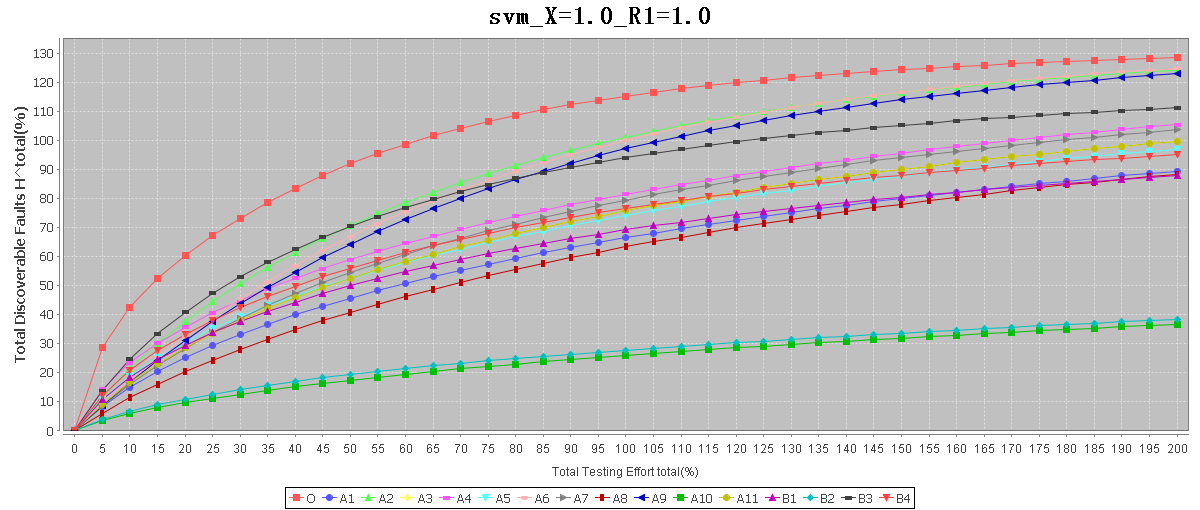 svm_X=1.0_R1=1.0
Total Discoverable Faults H^total(%)
130
120
110
100
90
80
70
60
50
40
30
20
10
0
0 5 10 15 20 25 30 35 40 45 50 55 60 65 70 75 80 85 90 95 100 105 110 115 120 125 130 135 140 145 150 155 160 165 170 175 180 185 190 195 200
Total Testing Effort total(%)
O A1 A2 A3 A4 A5 A6 A7 A8 A9 A10 A11 B1 B2 B3 B4